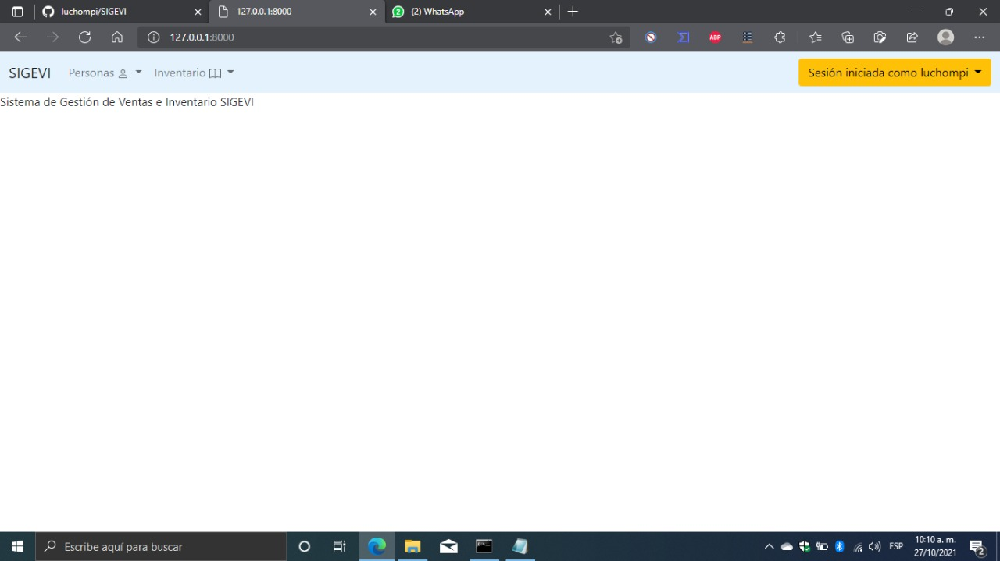 luchompi/SIGEVI
127.0.0.1:8000
2
(2) WhatsApp
127.0.0.1:8000
ABP
SIGEVI
Personas
Inventario
Sesión iniciada como luchompi
Sistema de Gestión de Ventas e Inventario SIGEVI
Escribe aquí para buscar
ESP
10:10 a. m.
27/10/2021
2